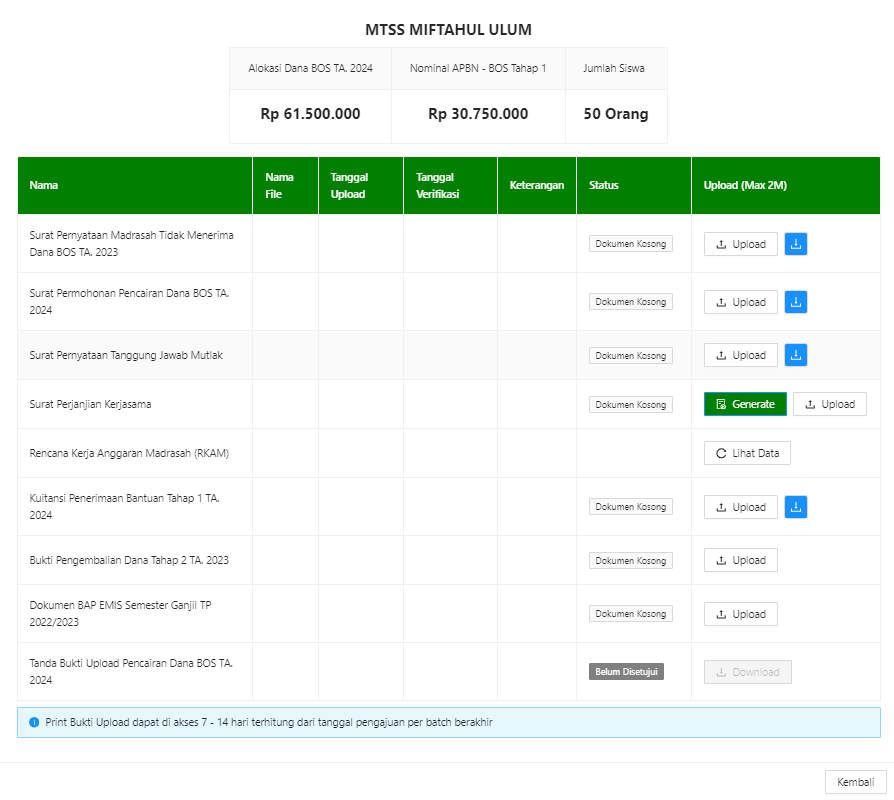 MTSS MIFTAHUL ULUM
Alokasi Dana BOS TA. 2024
Nominal APBN - BOS Tahap 1
Jumlah Siswa
Rp 61.500.000
Rp 30.750.000
50 Orang
Nama
Nama
File
Tanggal
Upload
Tanggal
Verifikasi
Keterangan
Status
Upload (Max 2M)
Surat Pernyataan Madrasah Tidak Menerima
Dana BOS TA. 2023
Dokumen Kosong
Upload
Surat Permohonan Pencairan Dana BOS TA.
2024
Dokumen Kosong
Upload
Surat Pernyataan Tanggung Jawab Mutlak
Dokumen Kosong
Upload
Surat Perjanjian Kerjasama
Dokumen Kosong
Generate
Upload
Rencana Kerja Anggaran Madrasah (RKAM)
Lihat Data
Kuitansi Penerimaan Bantuan Tahap 1 TA.
2024
Dokumen Kosong
Upload
Bukti Pengembalian Dana Tahap 2 TA. 2023
Dokumen Kosong
Upload
Dokumen BAP EMIS Semester Ganjil TP
2022/2023
Dokumen Kosong
Upload
Tanda Bukti Upload Pencairan Dana BOS TA.
2024
Belum Disetujui
Download
Print Bukti Upload dapat di akses 7 - 14 hari terhitung dari tanggal pengajuan per batch berakhir
Kembali